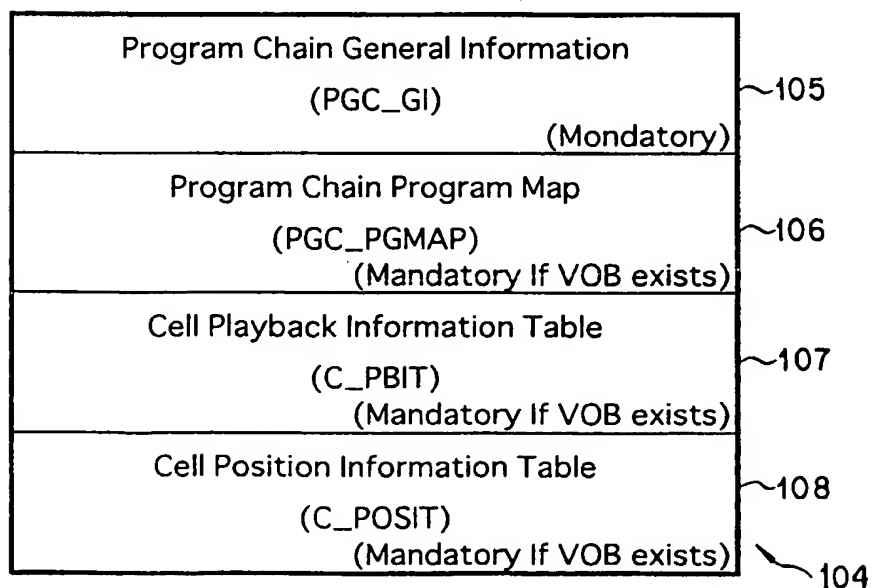 Program Chain General Information
(PGC_GI)
105
(Mondatory)
Program Chain Program Map
(PGC_PGMAP)
106
(Mandatory If VOB exists)
Cell Playback Information Table
(C_PBIT)
107
(Mandatory If VOB exists)
Cell Position Information Table
108
(C_POSIT)
(Mandatory If VOB exists)
104